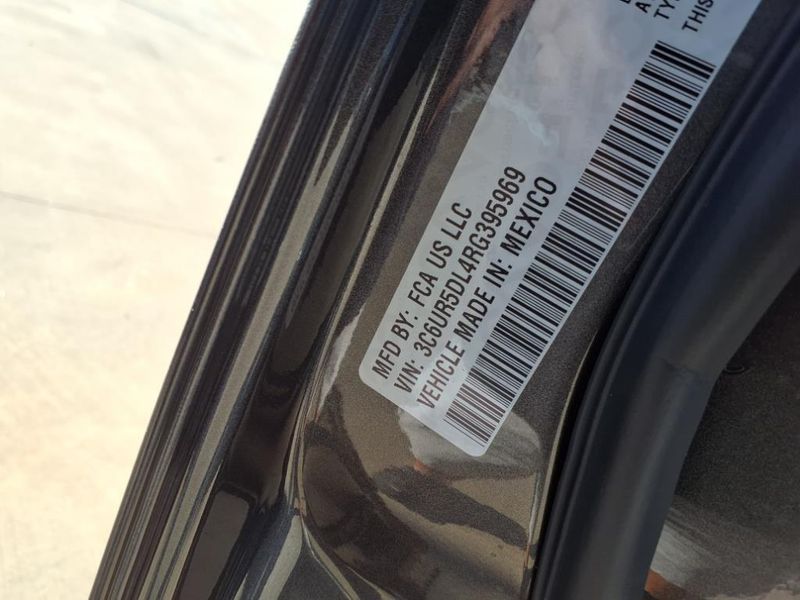 MFD BY: FCA US LLC
VIN: 3C6UR5DL4RG395969
VEHICLE MADE IN: MEXICO
THIS